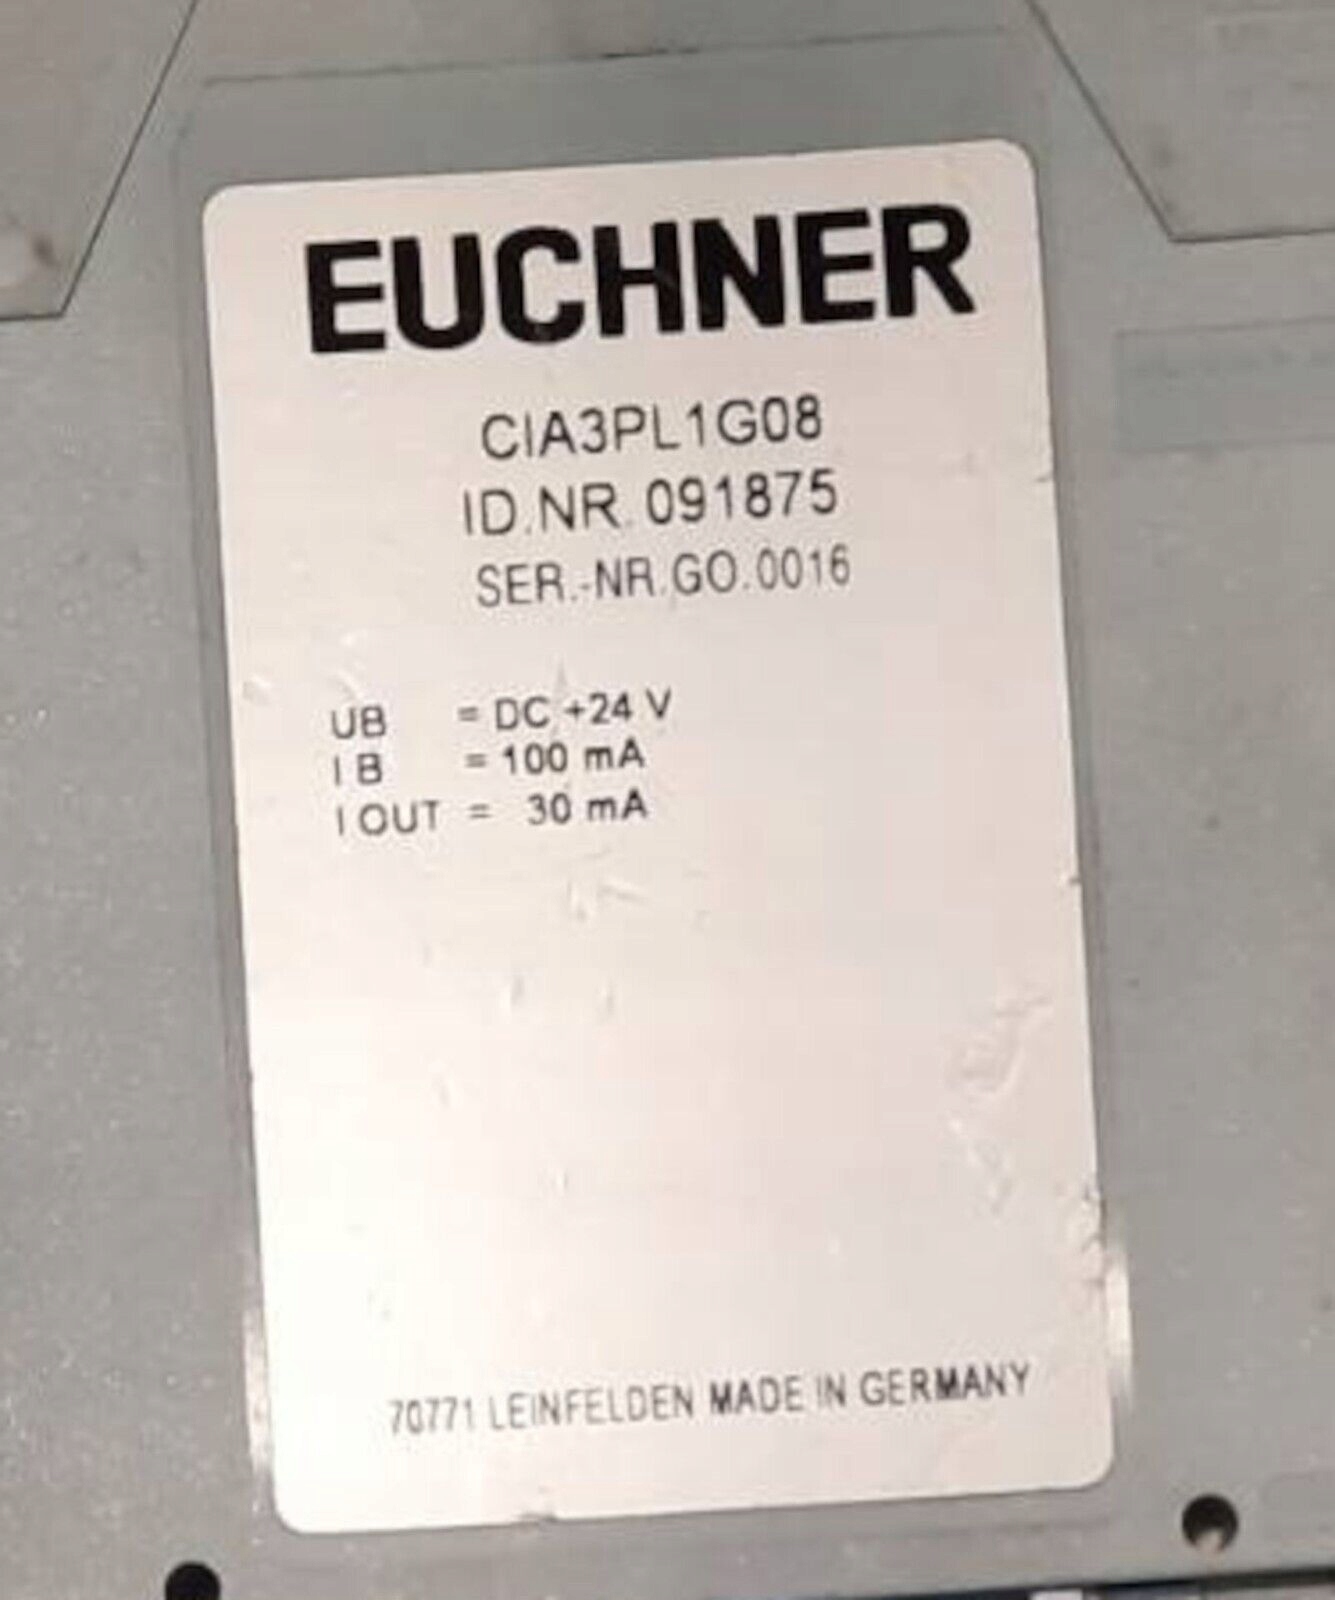 EUCHNER
CIA3PL1G08
ID.NR. 091875
SER.-NR.GO.0016
UB = DC +24 V
I B = 100 mA
I OUT = 30 mA
70771 LEINFELDEN MADE IN GERMANY